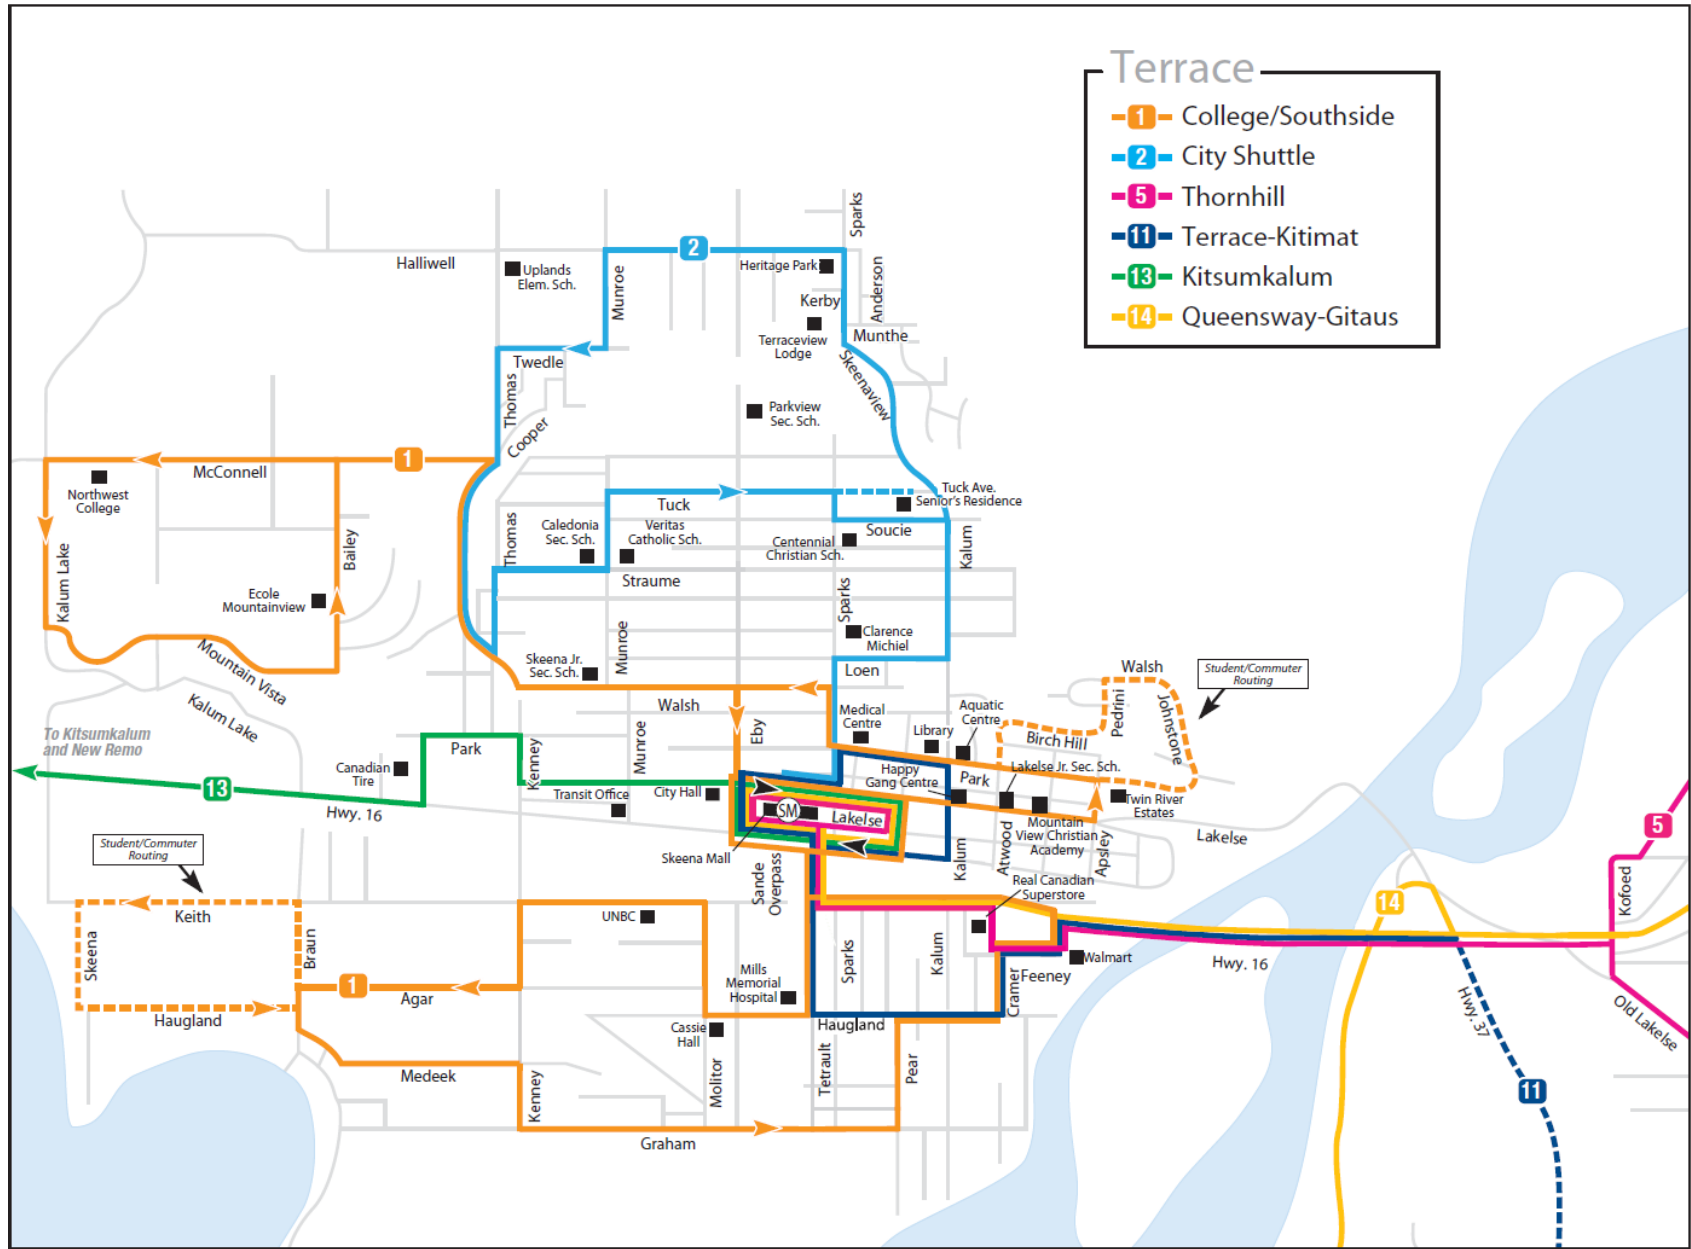 Terrace
1 College/Southside
2 City Shuttle
5 Thornhill
11 Terrace-Kitimat
13 Kitsumkalum
14 Queensway-Gitaus
Sparks
2
Halliwell
Uplands
Elem. Sch.
Munroe
Heritage Park
Anderson
Kerby
Terraceview
Lodge
Munthe
Twedle
Skeenaview
Thomas
Parkview
Sec. Sch.
Cooper
1
McConnell
Northwest
College
Tuck
Tuck Ave.
Senior's Residence
Thomas
Caledonia
Sec. Sch.
Veritas
Catholic Sch.
Centennial
Christian Sch.
Soucie
Kalum
Bailey
Kalum Lake
Straume
Ecole
Mountainview
Sparks
Clarence
Michiel
Munroe
Skeena Jr.
Sec. Sch.
Loen
Mountain Vista
Walsh
Student/Commuter
Routing
Pedrini
Johnstone
Kalum Lake
Walsh
Eby
Medical
Centre
Library
Aquatic
Centre
Birch Hill
To Kitsumkalum
and New Remo
Park
Kenney
Munroe
Canadian
Tire
Happy
Gang Centre
Park
Lakelse Jr. Sec. Sch.
13
Hwy. 16
Transit Office
City Hall
SM
Lakelse
Twin River
Estates
Mountain
View Christian
Academy
Lakelse
5
Student/Commuter
Routing
Skeena Mall
Kalum
Atwood
Apsley
Sande
Overpass
Real Canadian
Superstore
Kofoed
14
Keith
UNBC
Skeena
Braun
Sparks
Kalum
Walmart
Hwy. 16
Feeney
Cramer
1
Agar
Mills
Memorial
Hospital
Haugland
Cassie
Hall
Haugland
Hwy. 37
Old Lakelse
Medeek
Kenney
Molitor
Tetrault
Pear
11
Graham